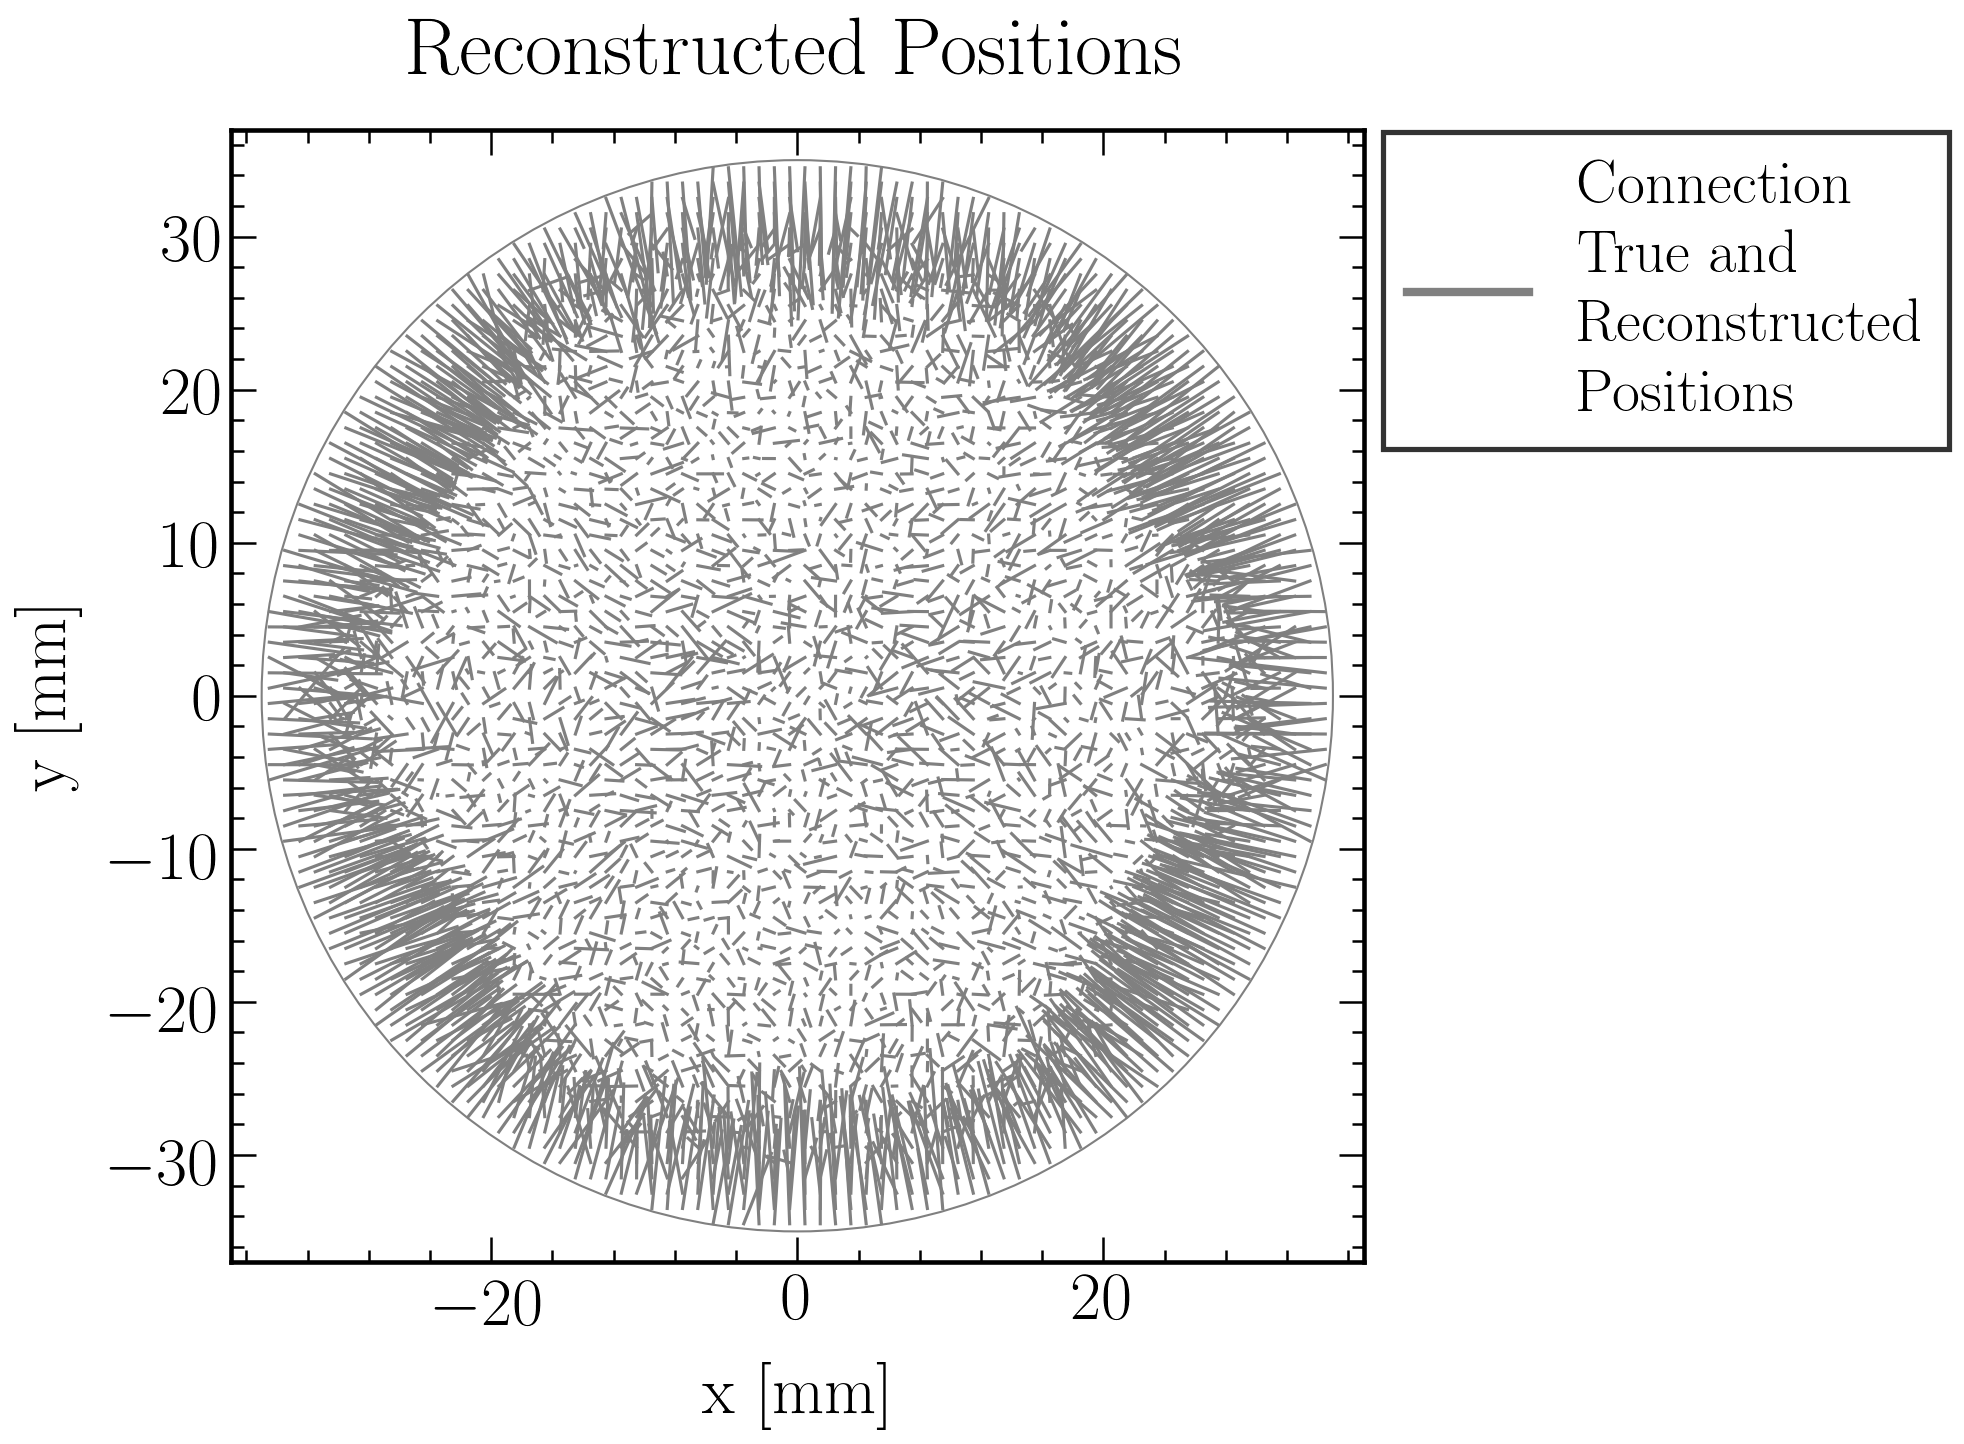 Reconstructed Positions
Connection
True and
Reconstructed
Positions
y [mm]
30
20
10
0
−10
−20
−30
−20
0
20
x [mm]